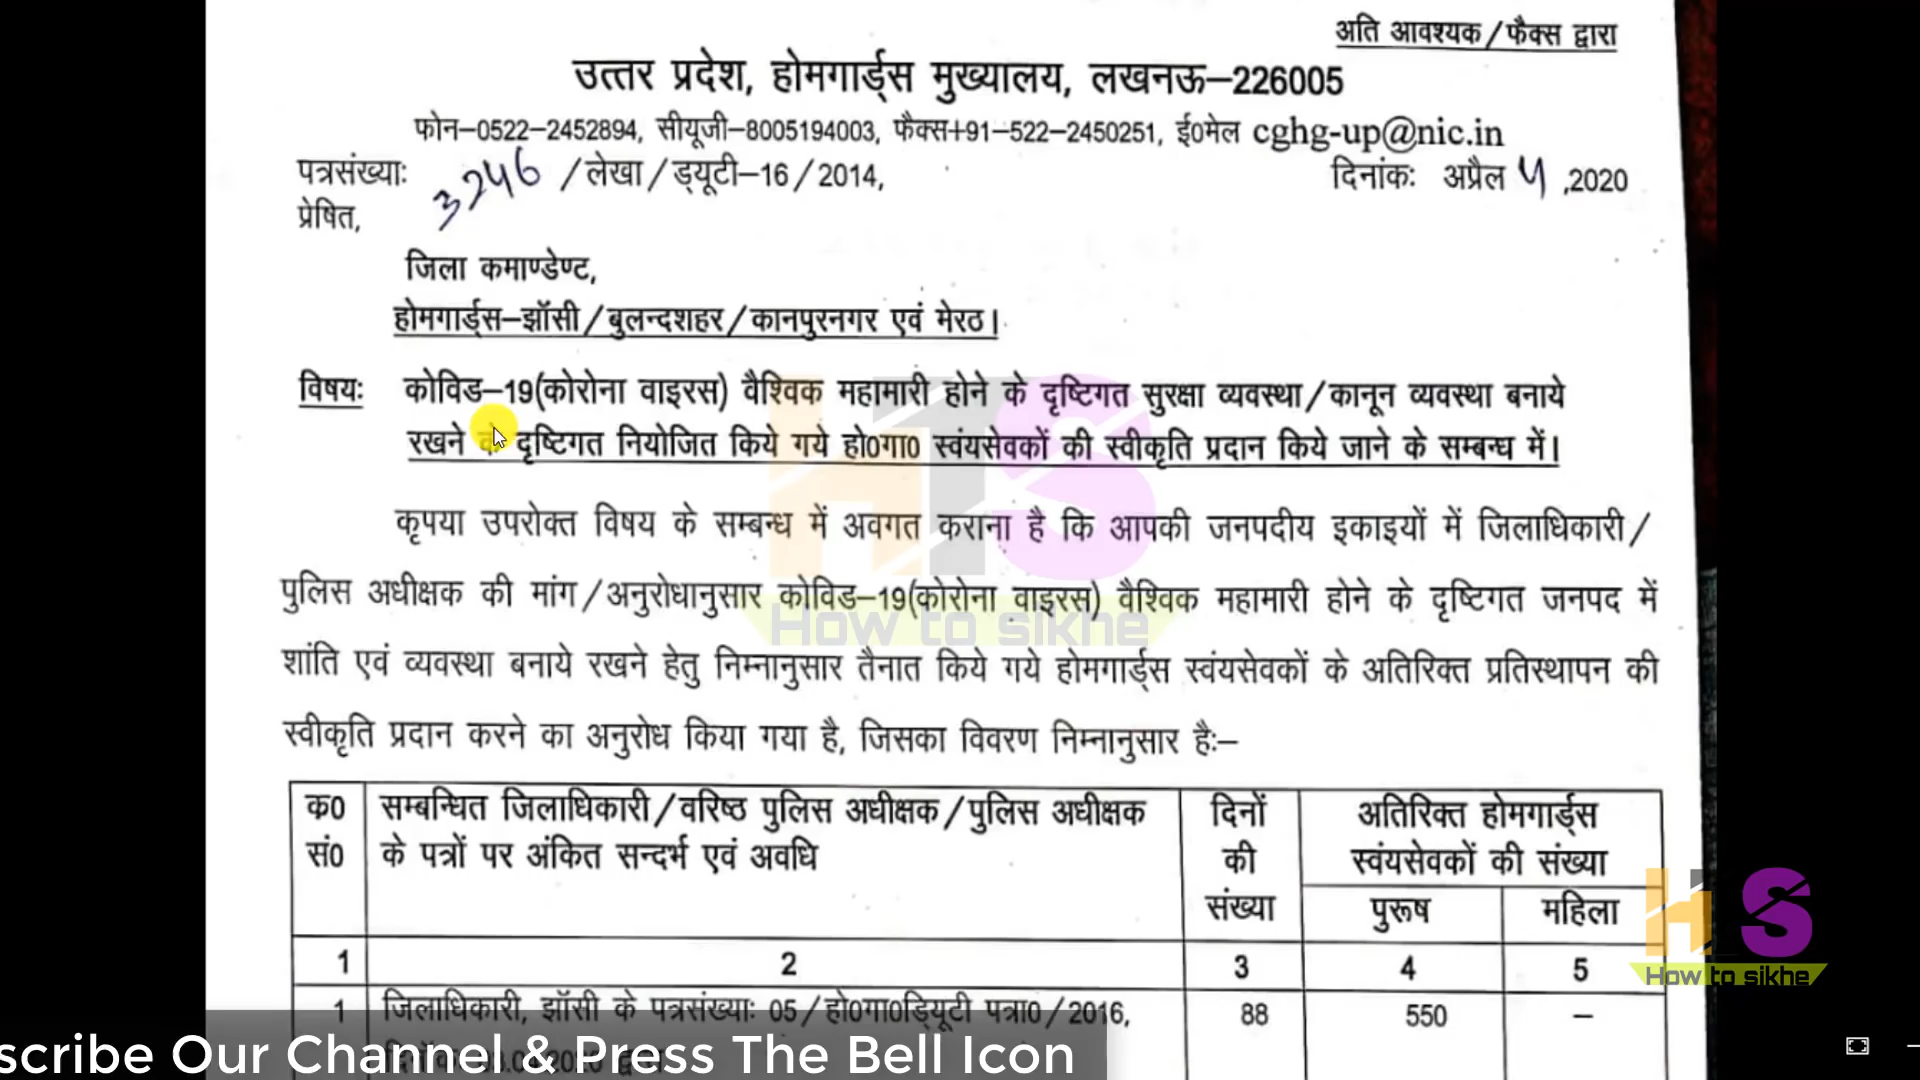 अति आवश्यक/फैक्स द्वारा
उत्तर प्रदेश, होमगार्ड्स मुख्यालय, लखनऊ–226005
फोन–0522–2452894, सीयूजी–8005194003, फैक्स+91–522–2450251, ई0मेल cghg-up@nic.in
पत्रसंख्याः 3246 /लेखा/ड्यूटी–16/2014, दिनांकः अप्रैल 4 ,2020
प्रेषित,
जिला कमाण्डेण्ट,
होमगार्ड्स–झॉसी/बुलन्दशहर/कानपुरनगर एवं मेरठ।
विषयः कोविड–19(कोरोना वाइरस) वैश्विक महामारी होने के दृष्टिगत सुरक्षा व्यवस्था/कानून व्यवस्था बनाये
रखने के दृष्टिगत नियोजित किये गये हो0गा0 स्वंयसेवकों की स्वीकृति प्रदान किये जाने के सम्बन्ध में।
कृपया उपरोक्त विषय के सम्बन्ध में अवगत कराना है कि आपकी जनपदीय इकाइयों में जिलाधिकारी/
पुलिस अधीक्षक की मांग/अनुरोधानुसार कोविड–19(कोरोना वाइरस) वैश्विक महामारी होने के दृष्टिगत जनपद में
शांति एवं व्यवस्था बनाये रखने हेतु निम्नानुसार तैनात किये गये होमगार्ड्स स्वंयसेवकों के अतिरिक्त प्रतिस्थापन की
स्वीकृति प्रदान करने का अनुरोध किया गया है, जिसका विवरण निम्नानुसार हैः–
HTS
How to sikhe
क0 सम्बन्धित जिलाधिकारी/वरिष्ठ पुलिस अधीक्षक/पुलिस अधीक्षक दिनों अतिरिक्त होमगार्ड्स
सं0 के पत्रों पर अंकित सन्दर्भ एवं अवधि की स्वंयसेवकों की संख्या
संख्या पुरूष महिला
1 2 3 4 5
1 जिलाधिकारी, झॉसी के पत्रसंख्याः 05/हो0गा0ड्यूिटी पत्रा0/2016, 88 550 –
HTS
How to sikhe
scribe Our Channel & Press The Bell Icon